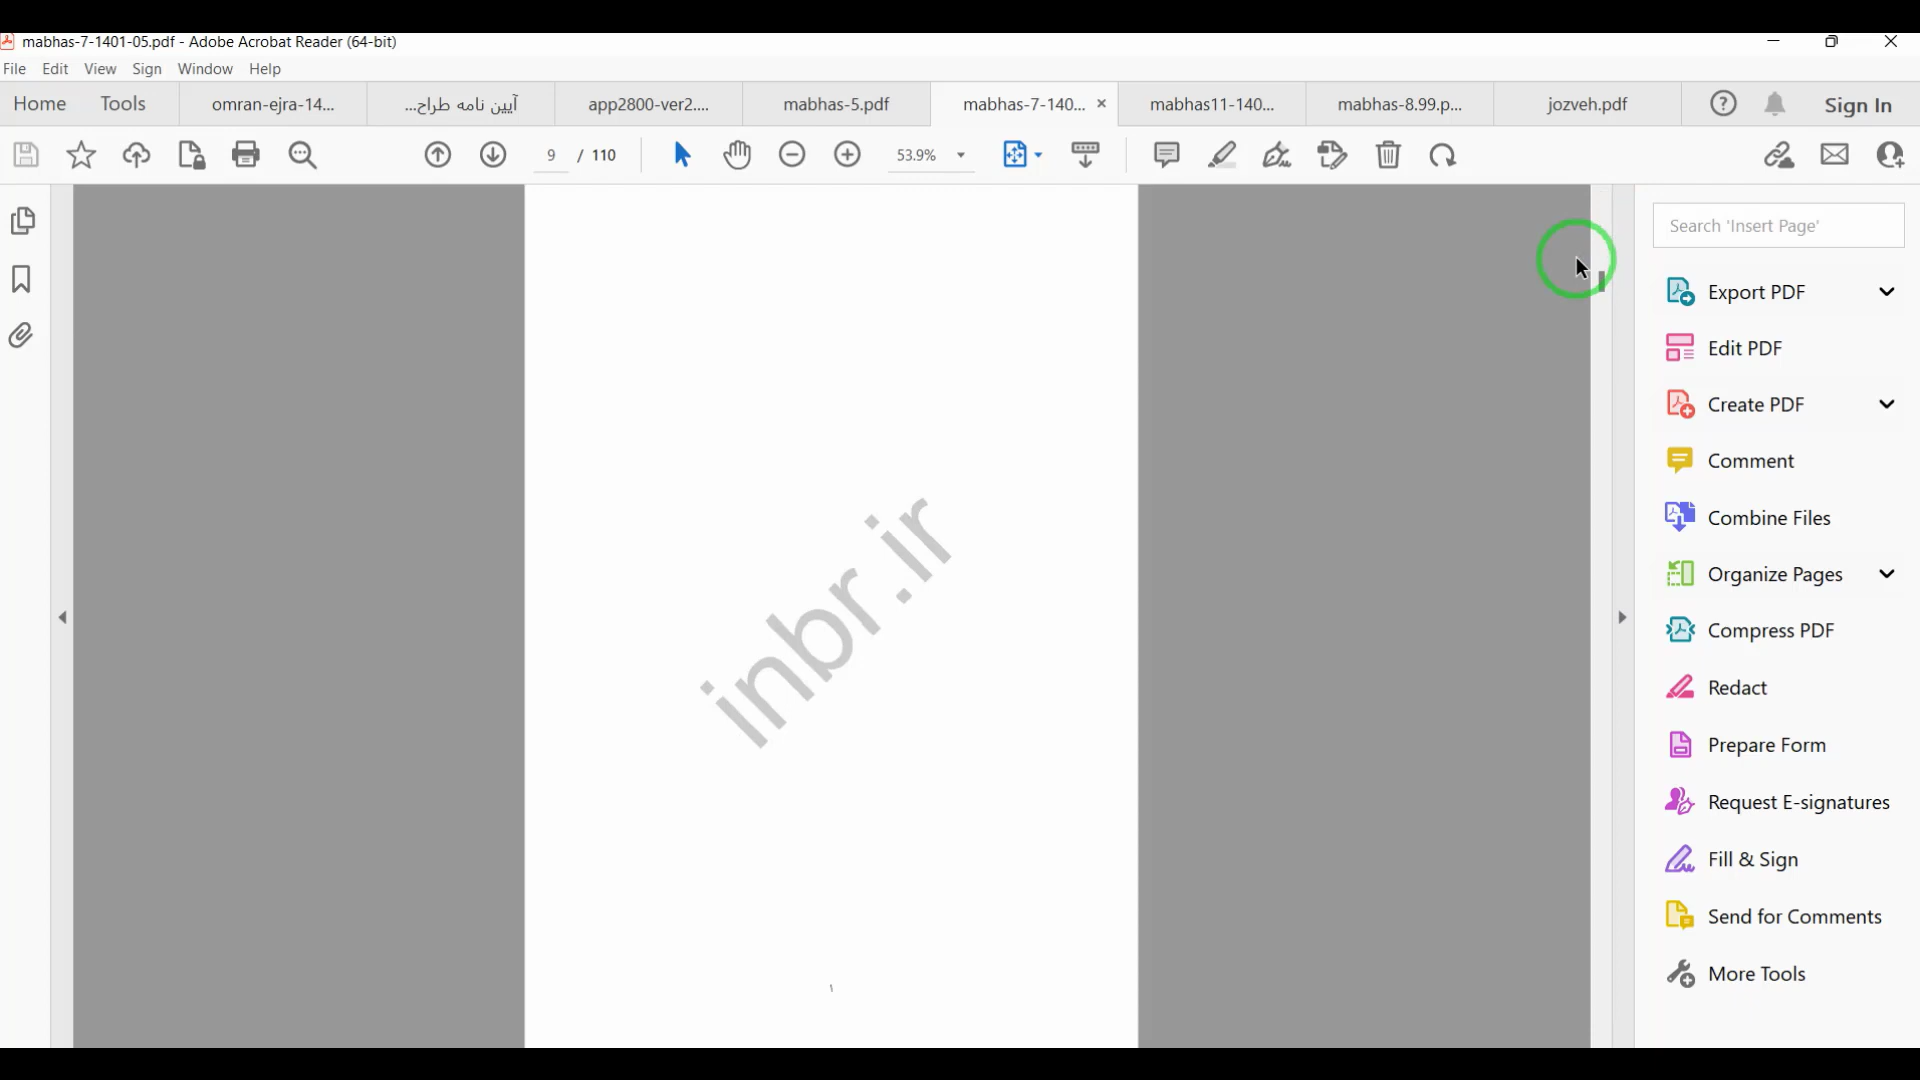 mabhas-7-1401-05.pdf - Adobe Acrobat Reader (64-bit)
File Edit View Sign Window Help
Home Tools omran-ejra-14... آیین نامه طراح... app2800-ver2.... mabhas-5.pdf mabhas-7-140... mabhas11-140... mabhas-8.99.p... jozveh.pdf Sign In
9 / 110 53.9%
Search 'Insert Page'
Export PDF
Edit PDF
Create PDF
Comment
Combine Files
Organize Pages
Compress PDF
Redact
Prepare Form
Request E-signatures
Fill & Sign
Send for Comments
More Tools
inbr.ir
۱